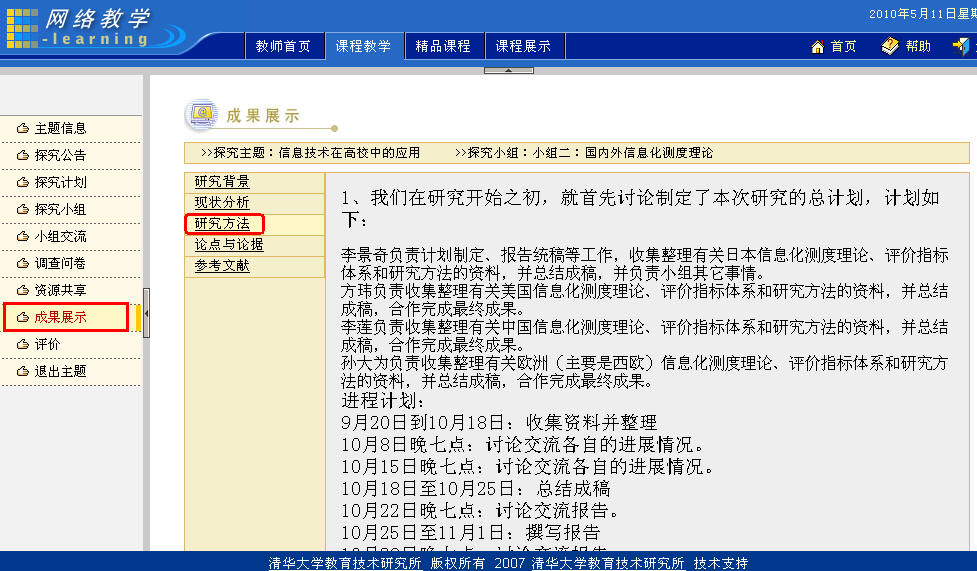 网络教学
-learning
2010年5月11日星期
教师首页
课程教学
精品课程
课程展示
首页
帮助
主题信息
探究公告
探究计划
探究小组
小组交流
调查问卷
资源共享
成果展示
评价
退出主题
成果展示
>>探究主题：信息技术在高校中的应用 >>探究小组：小组二：国内外信息化测度理论
研究背景
现状分析
研究方法
论点与论据
参考文献
1、我们在研究开始之初，就首先讨论制定了本次研究的总计划，计划如
下：
李景奇负责计划制定、报告统稿等工作，收集整理有关日本信息化测度理论、评价指标
体系和研究方法的资料，并总结成稿，并负责小组其它事情。
方玮负责收集整理有关美国信息化测度理论、评价指标体系和研究方法的资料，并总结
成稿，合作完成最终成果。
李莲负责收集整理有关中国信息化测度理论、评价指标体系和研究方法的资料，并总结
成稿，合作完成最终成果。
孙大为负责收集整理有关欧洲（主要是西欧）信息化测度理论、评价指标体系和研究方
法的资料，并总结成稿，合作完成最终成果。
进程计划：
9月20日到10月18日：收集资料并整理
10月8日晚七点：讨论交流各自的进展情况。
10月15日晚七点：讨论交流各自的进展情况。
10月18日至10月25日：总结成稿
10月22日晚七点：讨论交流报告。
10月25日至11月1日：撰写报告
清华大学教育技术研究所 版权所有 2007 清华大学教育技术研究所 技术支持